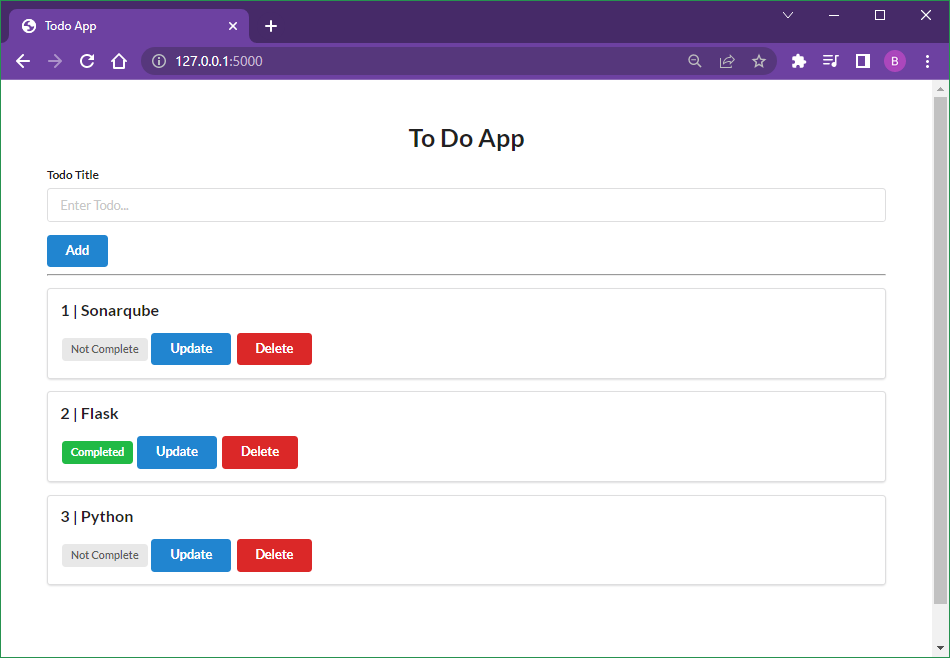 Todo App
127.0.0.1:5000
B
To Do App
Todo Title
Enter Todo...
Add
1 | Sonarqube
Not Complete Update Delete
2 | Flask
Completed Update Delete
3 | Python
Not Complete Update Delete